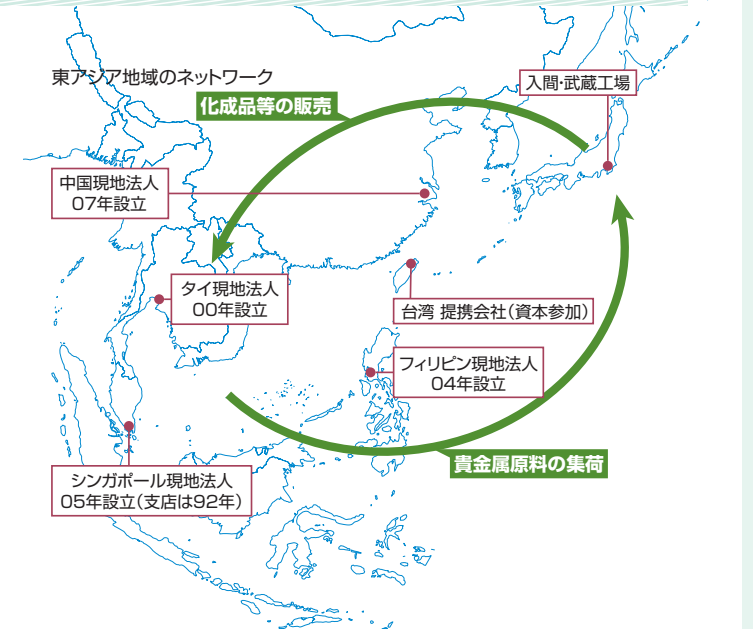 東アジア地域のネットワーク
入間・武蔵工場
化成品等の販売
中国現地法人
07年設立
タイ現地法人
00年設立
台湾 提携会社（資本参加）
フィリピン現地法人
04年設立
貴金属原料の集荷
シンガポール現地法人
05年設立（支店は92年）